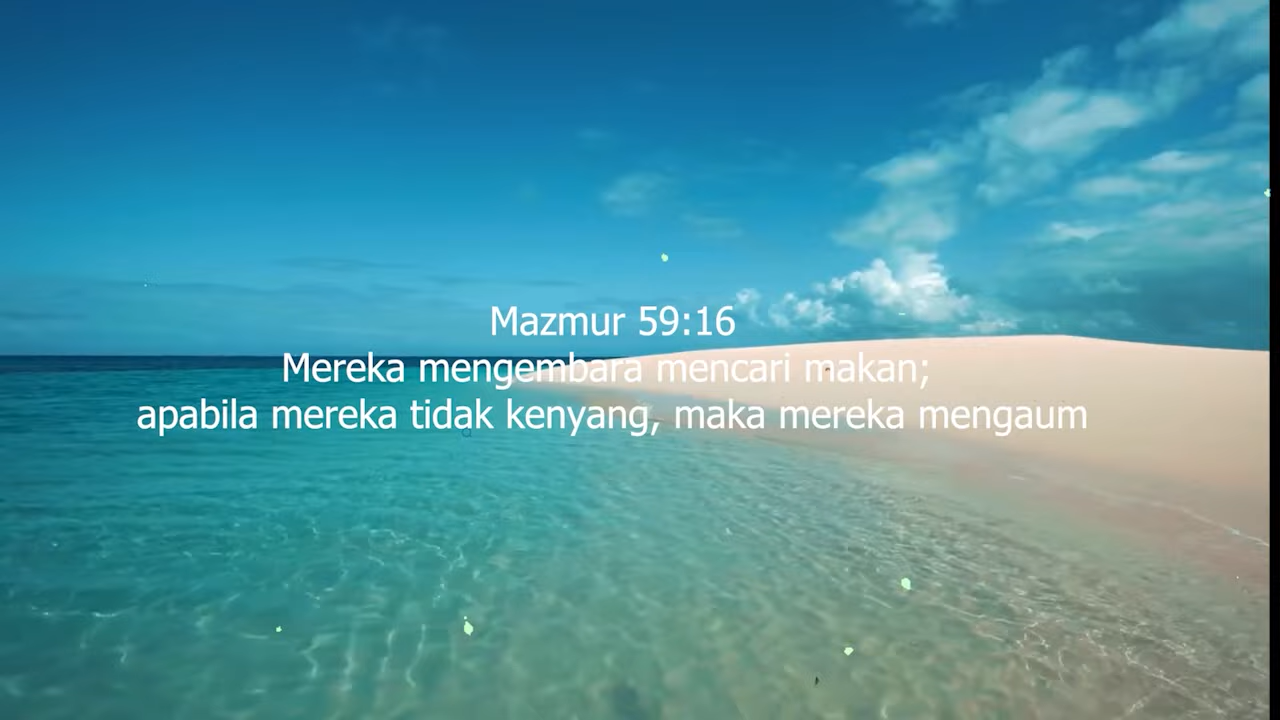 Mazmur 59:16
Mereka mengembara mencari makan;
apabila mereka tidak kenyang, maka mereka mengaum